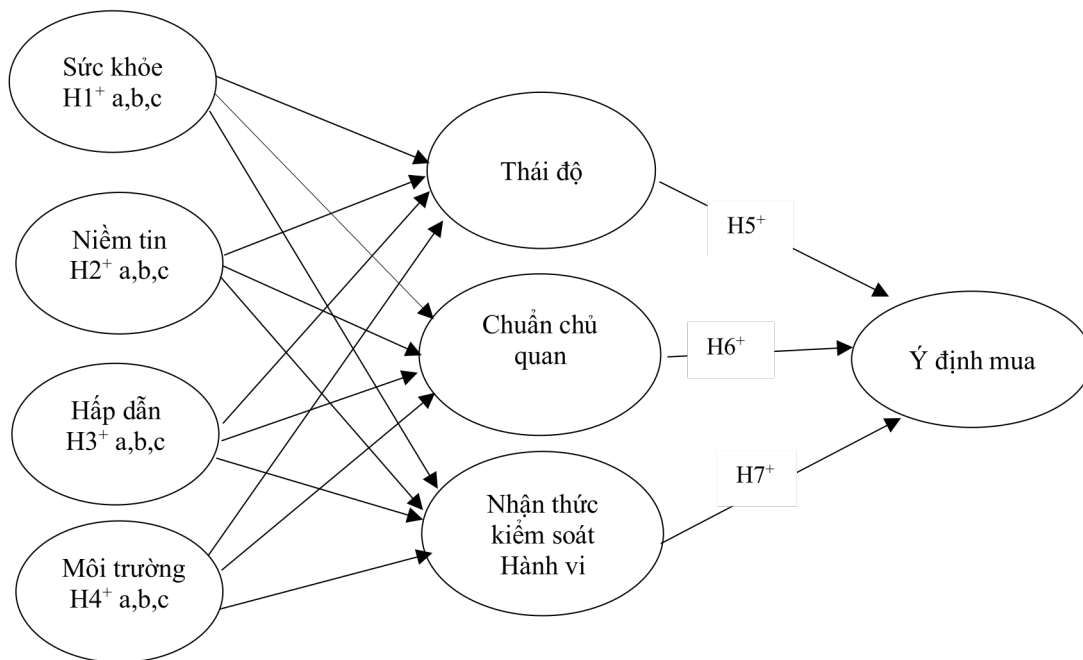 Sức khỏe
H1⁺ a,b,c
Niềm tin
H2⁺ a,b,c
Hấp dẫn
H3⁺ a,b,c
Môi trường
H4⁺ a,b,c
Thái độ
Chuẩn chủ
quan
Nhận thức
kiểm soát
Hành vi
H5⁺
H6⁺
H7⁺
Ý định mua